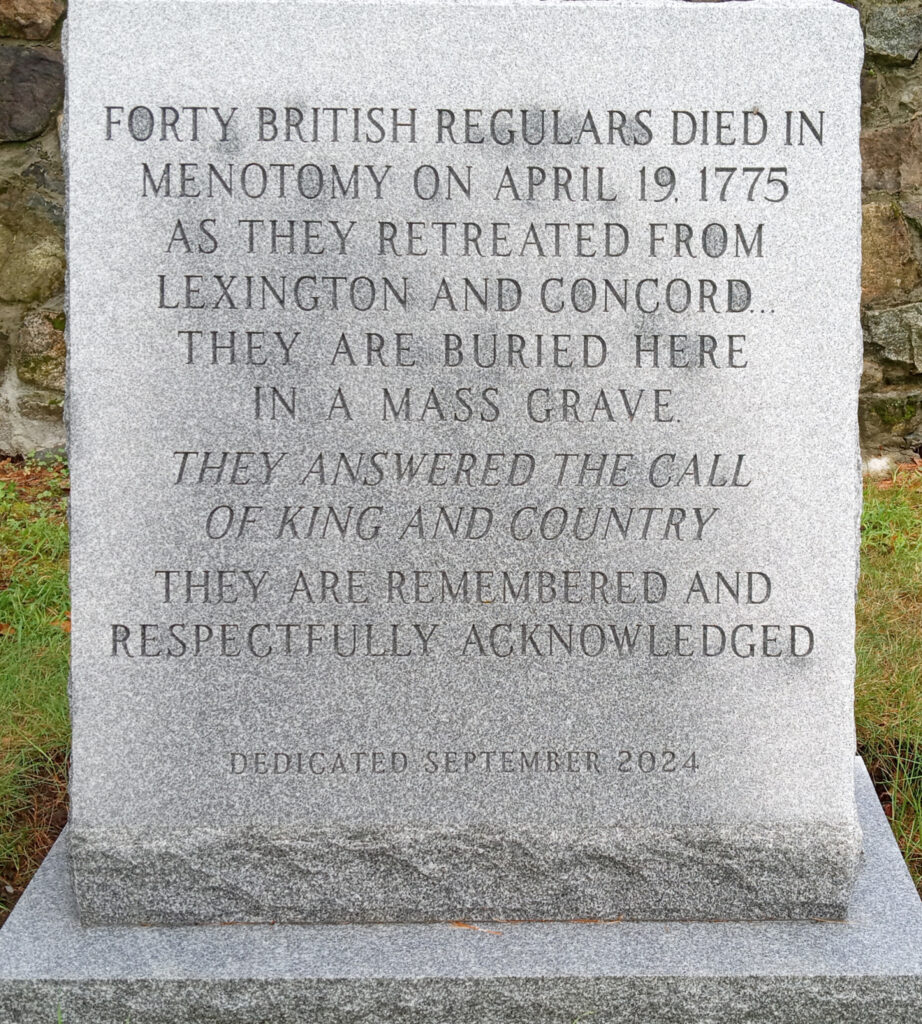 FORTY BRITISH REGULARS DIED IN
MENOTOMY ON APRIL 19, 1775
AS THEY RETREATED FROM
LEXINGTON AND CONCORD...
THEY ARE BURIED HERE
IN A MASS GRAVE.
THEY ANSWERED THE CALL
OF KING AND COUNTRY
THEY ARE REMEMBERED AND
RESPECTFULLY ACKNOWLEDGED
DEDICATED SEPTEMBER 2024